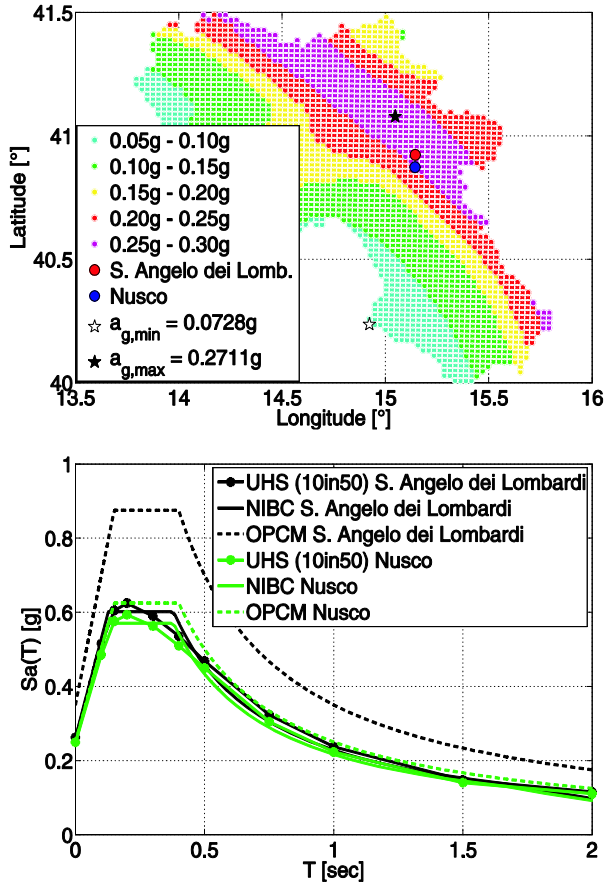 41.5
41
40.5
40
Latitude [°]
0.05g - 0.10g
0.10g - 0.15g
0.15g - 0.20g
0.20g - 0.25g
0.25g - 0.30g
S. Angelo dei Lomb.
Nusco
ag,min = 0.0728g
ag,max = 0.2711g
13.5 14 14.5 15 15.5 16
Longitude [°]
1
0.8
0.6
0.4
0.2
0
Sa(T) [g]
UHS (10in50) S. Angelo dei Lombardi
NIBC S. Angelo dei Lombardi
OPCM S. Angelo dei Lombardi
UHS (10in50) Nusco
NIBC Nusco
OPCM Nusco
0 0.5 1 1.5 2
T [sec]